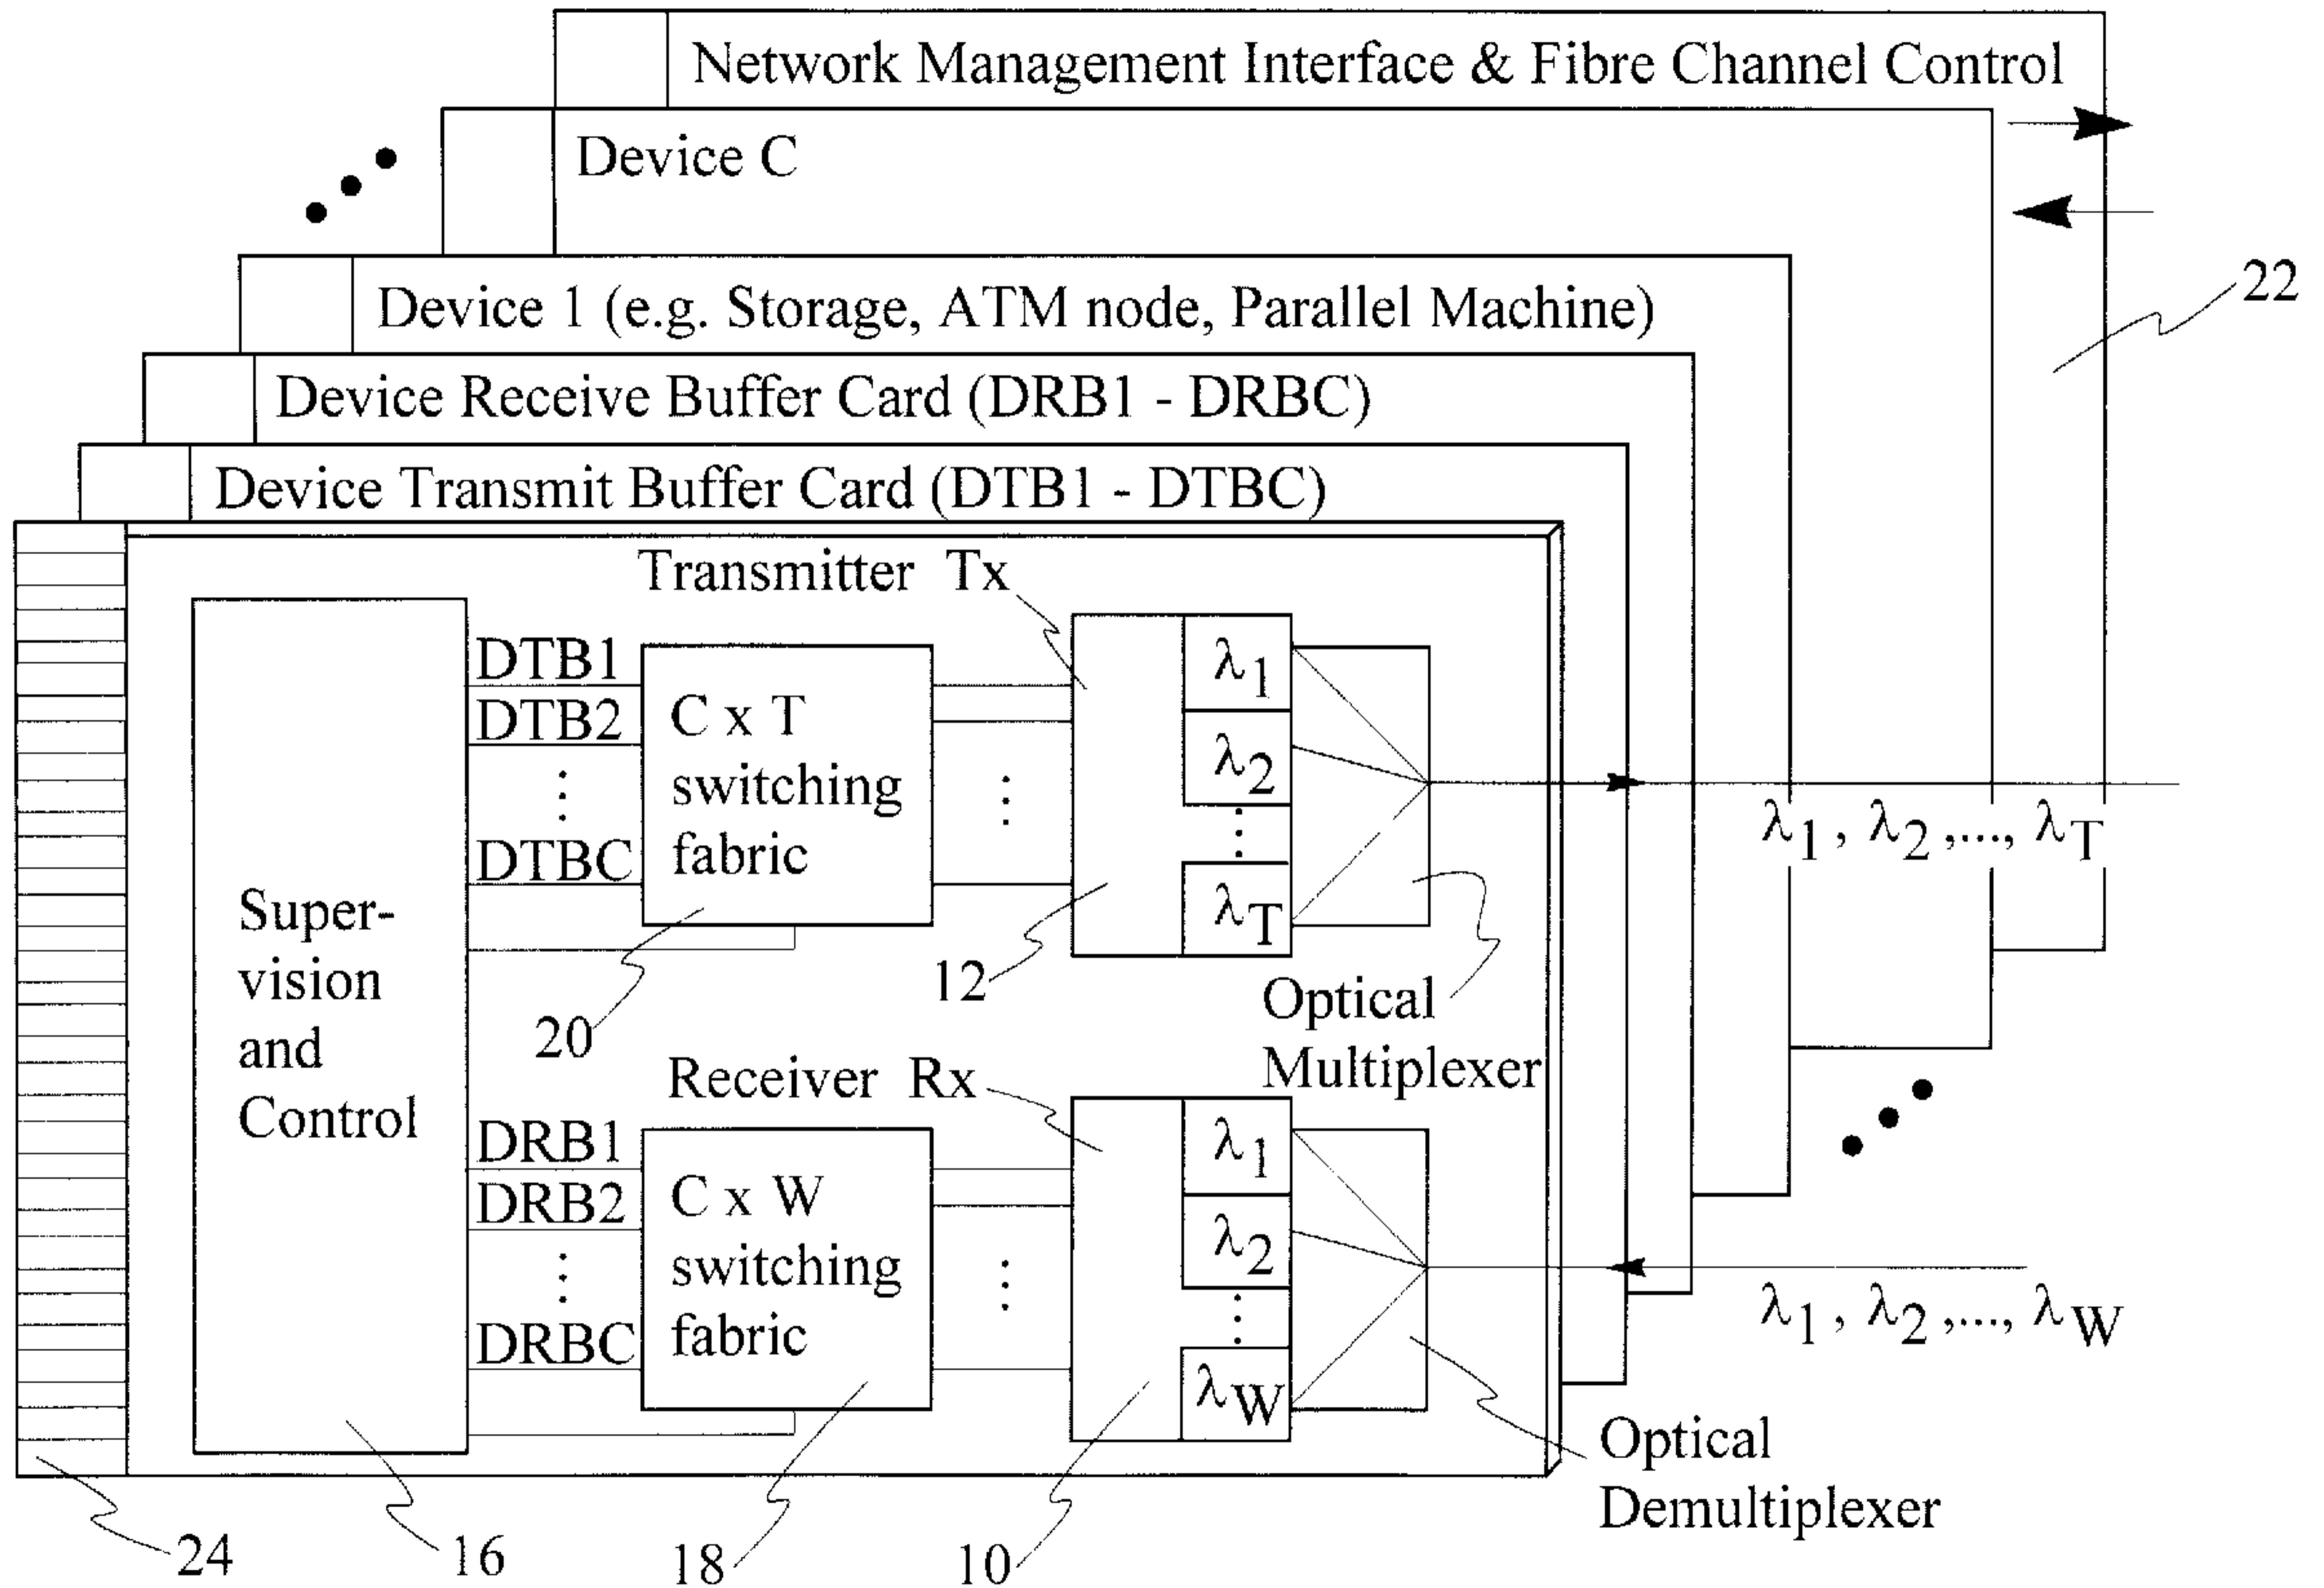 Network Management Interface & Fibre Channel Control
Device C
22
Device 1 (e.g. Storage, ATM node, Parallel Machine)
Device Receive Buffer Card (DRB1 - DRBC)
Device Transmit Buffer Card (DTB1 - DTBC)
Transmitter Tx
DTB1
DTB2
⋮
DTBC
C x T
switching
fabric
⋮
λ1
λ2
⋮
λT
λ1, λ2,..., λT
Super-
vision
and
Control
20
12
Optical
Multiplexer
Receiver Rx
DRB1
DRB2
⋮
DRBC
C x W
switching
fabric
⋮
λ1
λ2
⋮
λW
λ1, λ2,..., λW
Optical
Demultiplexer
24
16
18
10